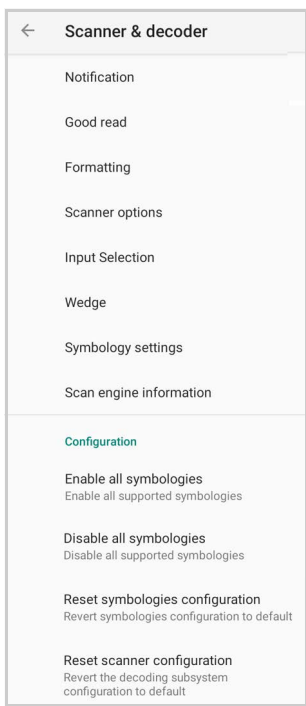 Scanner & decoder
Notification
Good read
Formatting
Scanner options
Input Selection
Wedge
Symbology settings
Scan engine information
Configuration
Enable all symbologies
Enable all supported symbologies
Disable all symbologies
Disable all supported symbologies
Reset symbologies configuration
Revert symbologies configuration to default
Reset scanner configuration
Revert the decoding subsystem
configuration to default